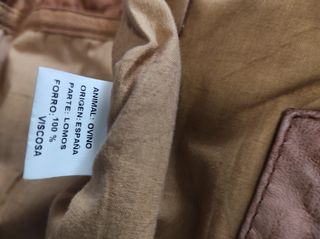 ANIMAL: OVINO
ORIGEN: ESPAÑA
PARTE: LOMOS
FORRO: 100 %
VISCOSA